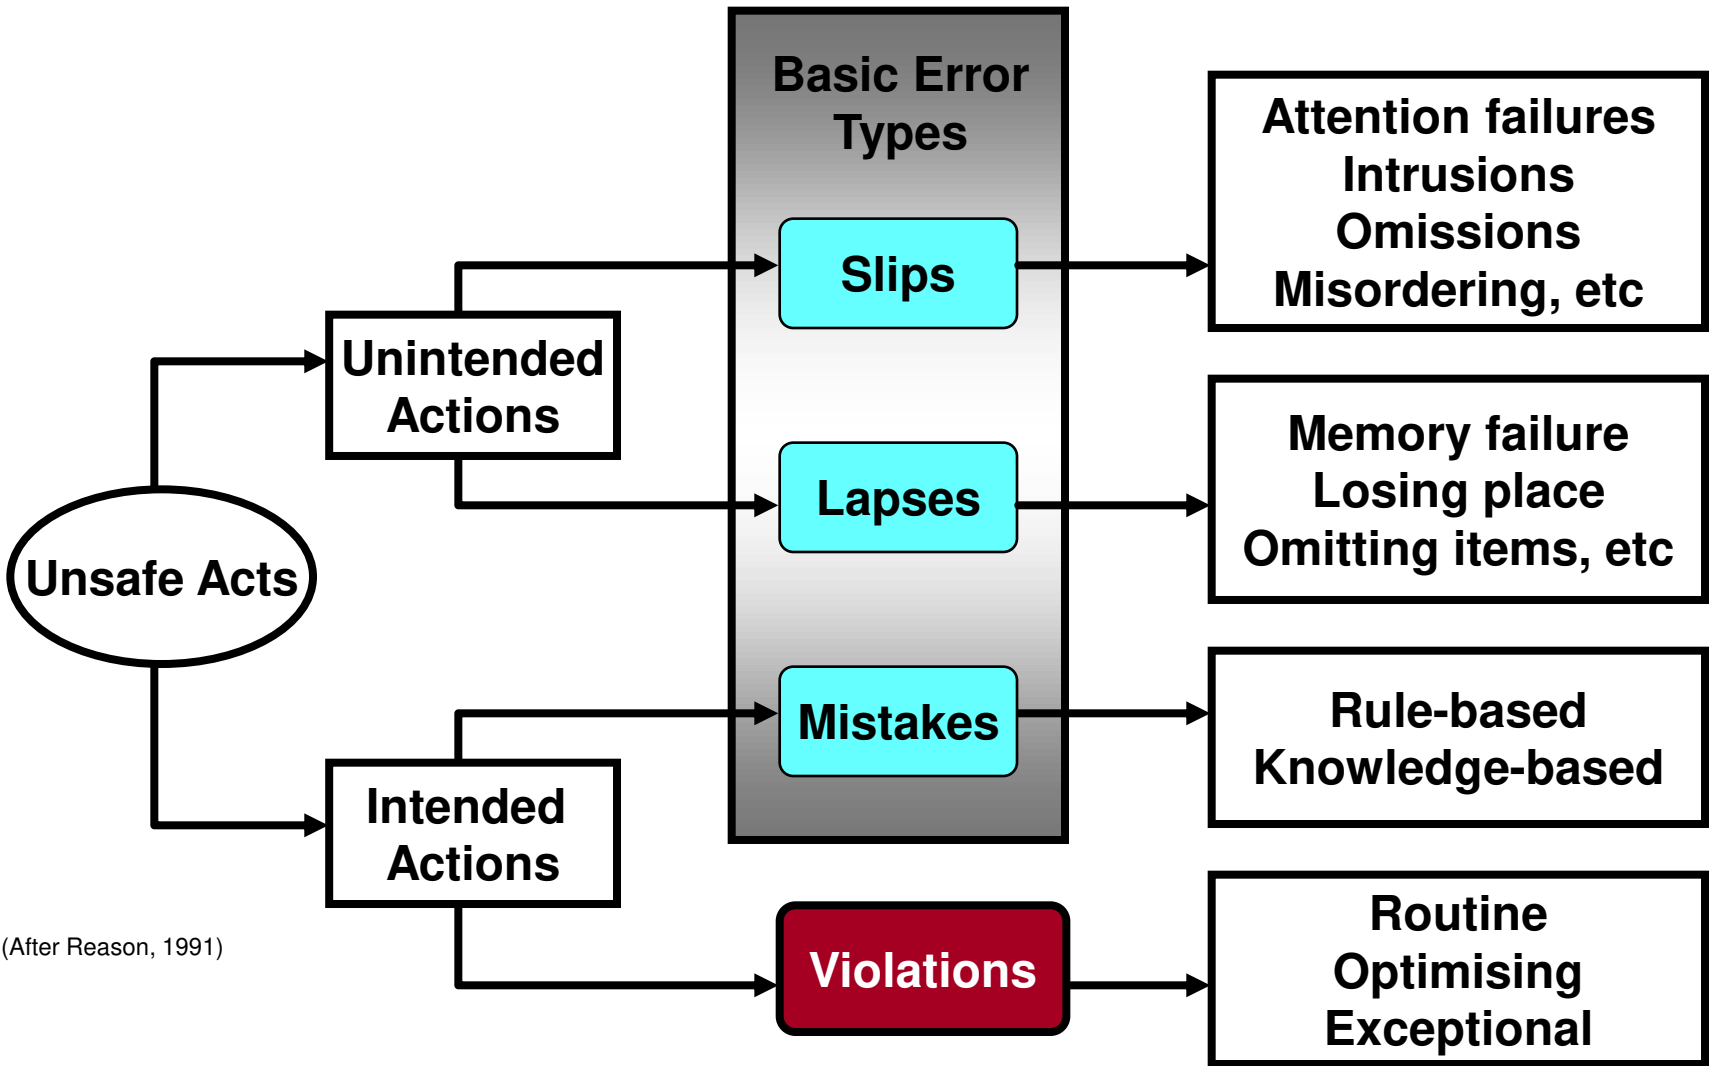 Basic Error
Types
Attention failures
Intrusions
Omissions
Misordering, etc
Slips
Unintended
Actions
Memory failure
Losing place
Omitting items, etc
Lapses
Unsafe Acts
Mistakes
Rule-based
Knowledge-based
Intended
Actions
Violations
Routine
Optimising
Exceptional
(After Reason, 1991)